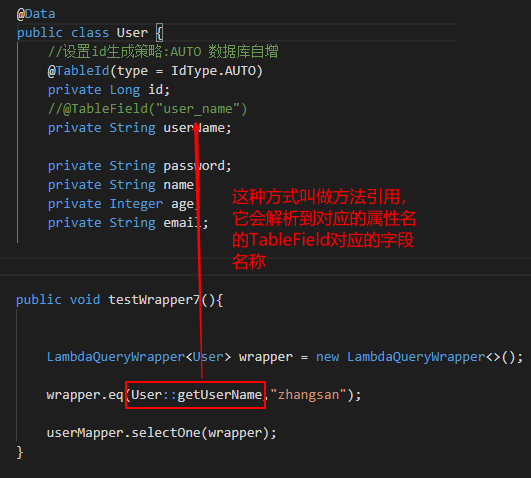 @Data
public class User {
//设置id生成策略:AUTO 数据库自增
@TableId(type = IdType.AUTO)
private Long id;
//@TableField("user_name")
private String userName;
private String password;
private String name;
private Integer age;
private String email;
这种方式叫做方法引用，
它会解析到对应的属性名
的TableField对应的字段
名称
public void testWrapper7(){
LambdaQueryWrapper<User> wrapper = new LambdaQueryWrapper<>();
wrapper.eq(User::getUserName,"zhangsan");
userMapper.selectOne(wrapper);
}